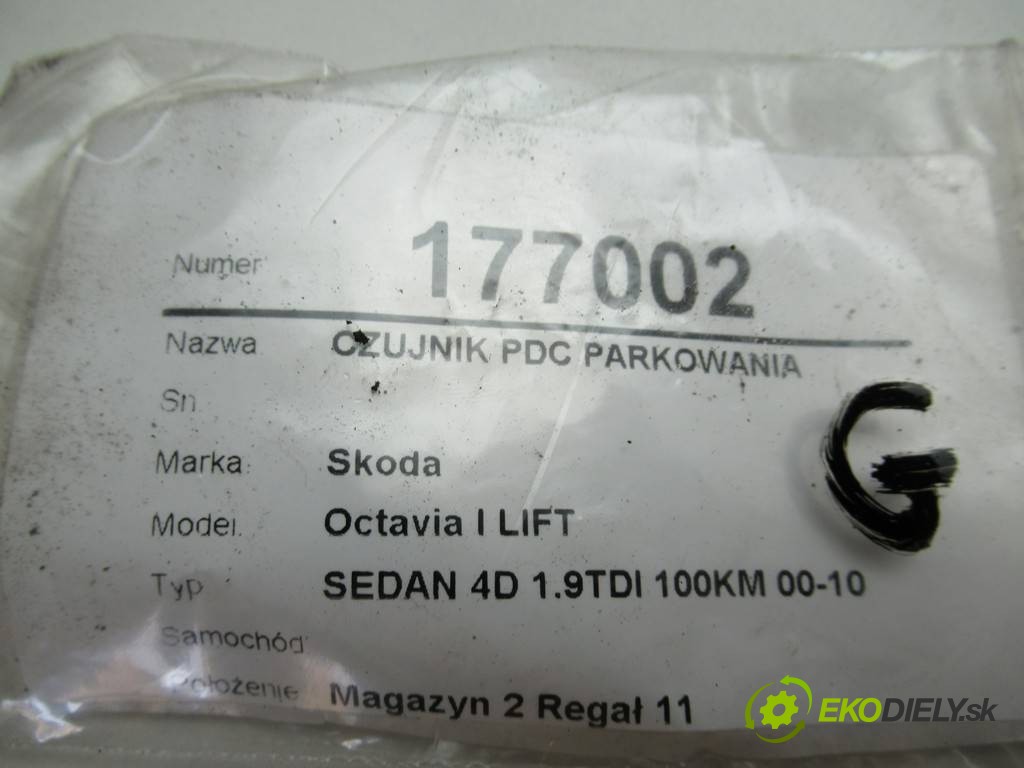 Numer 177002
Nazwa CZUJNIK PDC PARKOWANIA
Sn
Marka: Skoda
Model. Octavia I LIFT
Typ SEDAN 4D 1.9TDI 100KM 00-10
Samochód
Położenie Magazyn 2 Regał 11
G
EKODIELY.sk